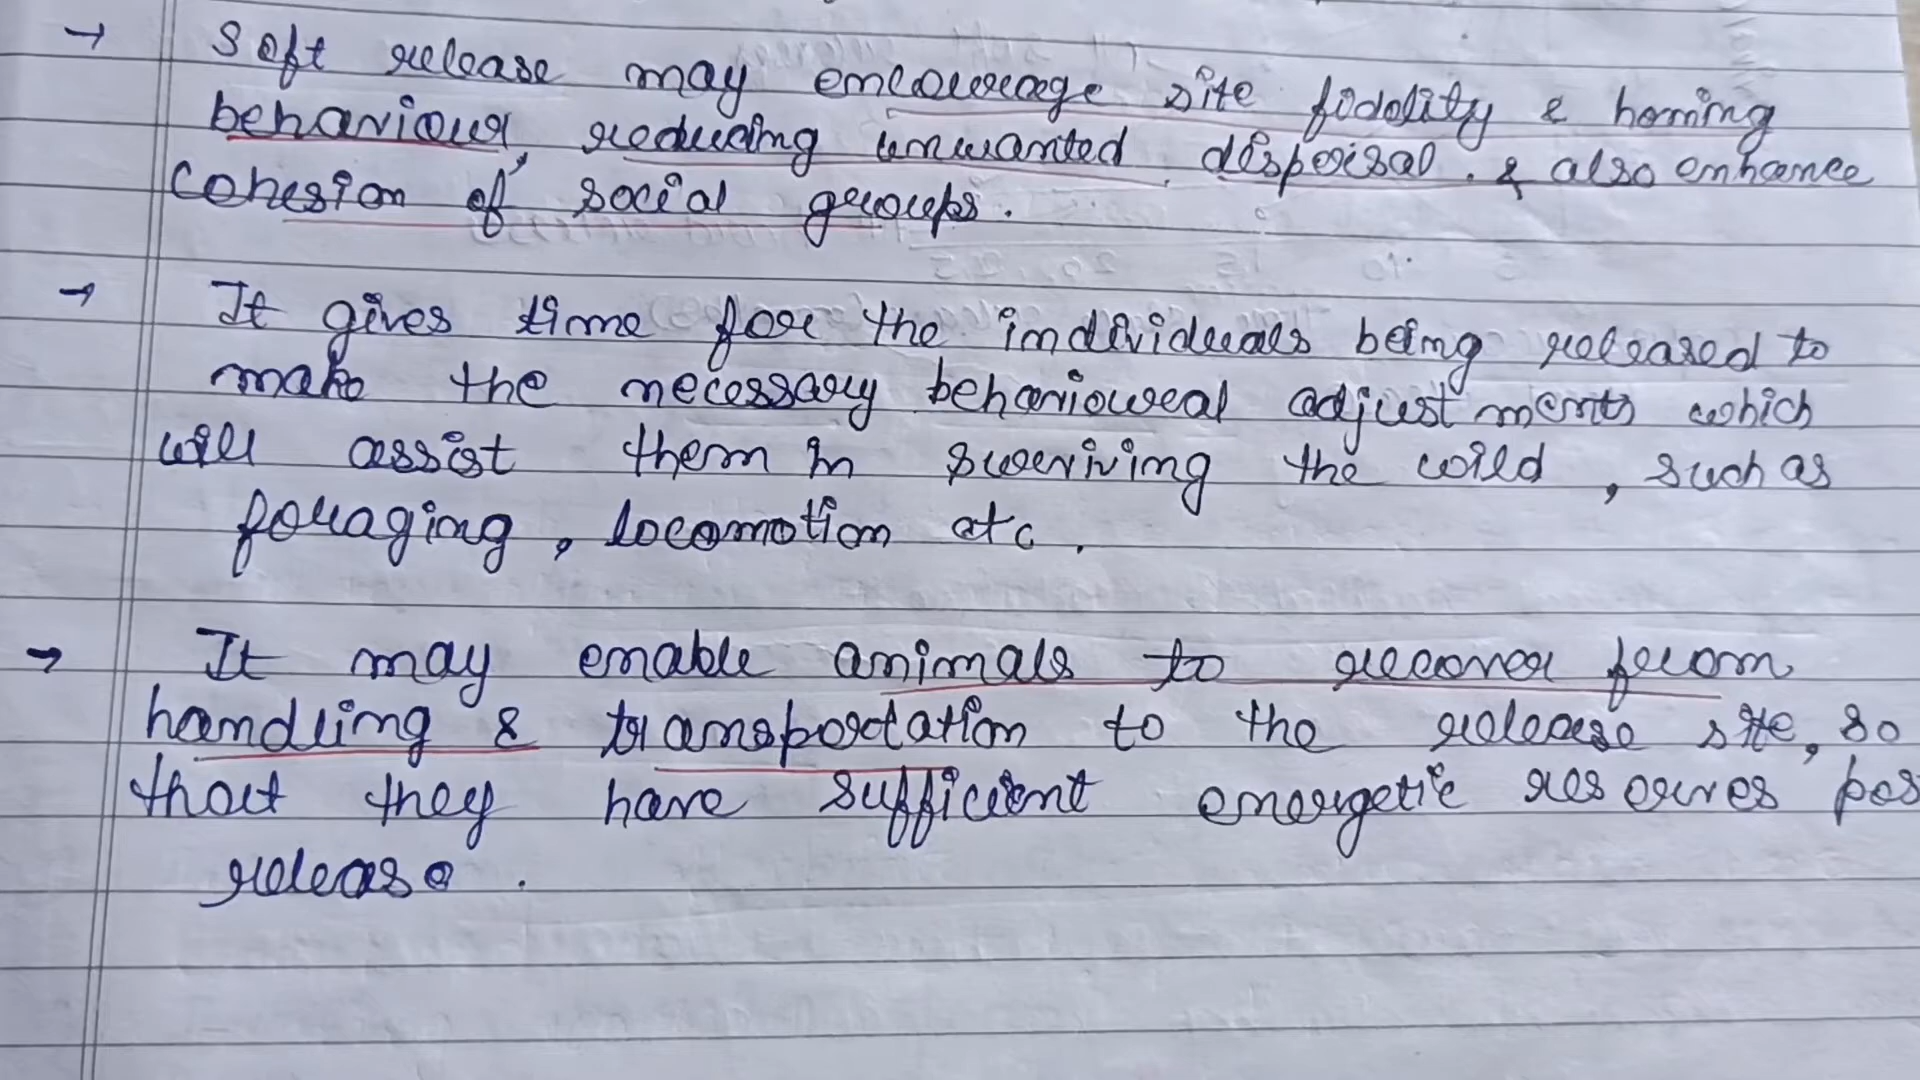 → Soft release may encourage site fidelity & homing
behaviour, reducing unwanted dispersal. & also enhance
cohesion of social groups.
→ It gives time for the individuals being released to
make the necessary behavioural adjustments which
will assist them in surviving the wild, such as
foraging, locomotion etc.
→ It may enable animals to recover from
handling & transportation to the release site, so
that they have sufficient energetic reserves pos
release.